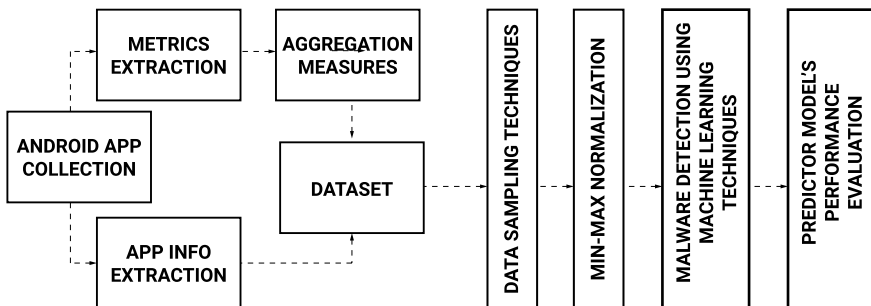 METRICS
EXTRACTION
AGGREGATION
MEASURES
ANDROID APP
COLLECTION
DATASET
APP INFO
EXTRACTION
DATA SAMPLING TECHNIQUES
MIN-MAX NORMALIZATION
MALWARE DETECTION USING
MACHINE LEARNING
TECHNIQUES
PREDICTOR MODEL'S
PERFORMANCE
EVALUATION